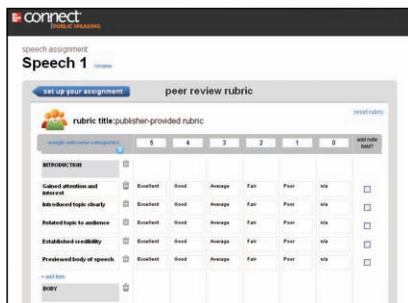 connect
PUBLIC SPEAKING
speech assignment
Speech 1 rename
set up your assignment
peer review rubric
reset rubric
rubric title:publisher-provided rubric
weigh outcome categories 5 4 3 2 1 0 add note field?
INTRODUCTION
Gained attention and interest Excellent Good Average Fair Poor n/a
Introduced topic clearly Excellent Good Average Fair Poor n/a
Related topic to audience Excellent Good Average Fair Poor n/a
Established credibility Excellent Good Average Fair Poor n/a
Previewed body of speech Excellent Good Average Fair Poor n/a
+ add item
BODY